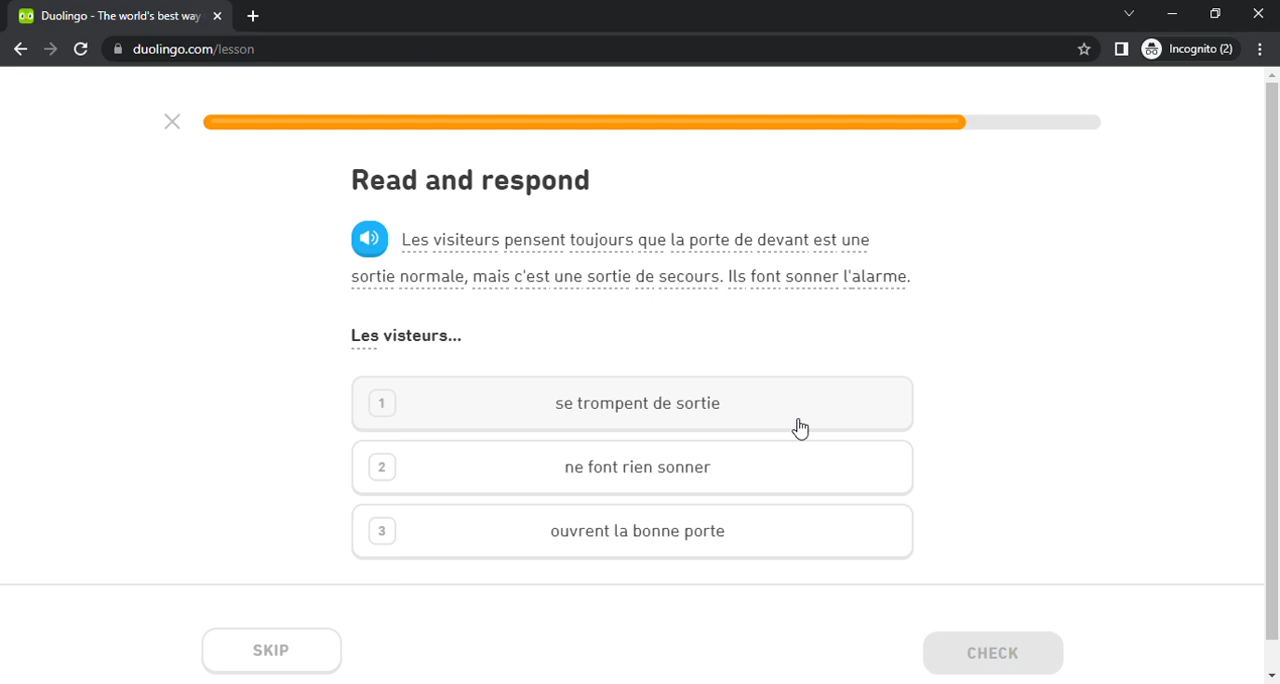 Duolingo - The world's best way
duolingo.com/lesson
Incognito (2)
Read and respond
Les visiteurs pensent toujours que la porte de devant est une
sortie normale, mais c'est une sortie de secours. Ils font sonner l'alarme.
Les visteurs...
1 se trompent de sortie
2 ne font rien sonner
3 ouvrent la bonne porte
SKIP
CHECK